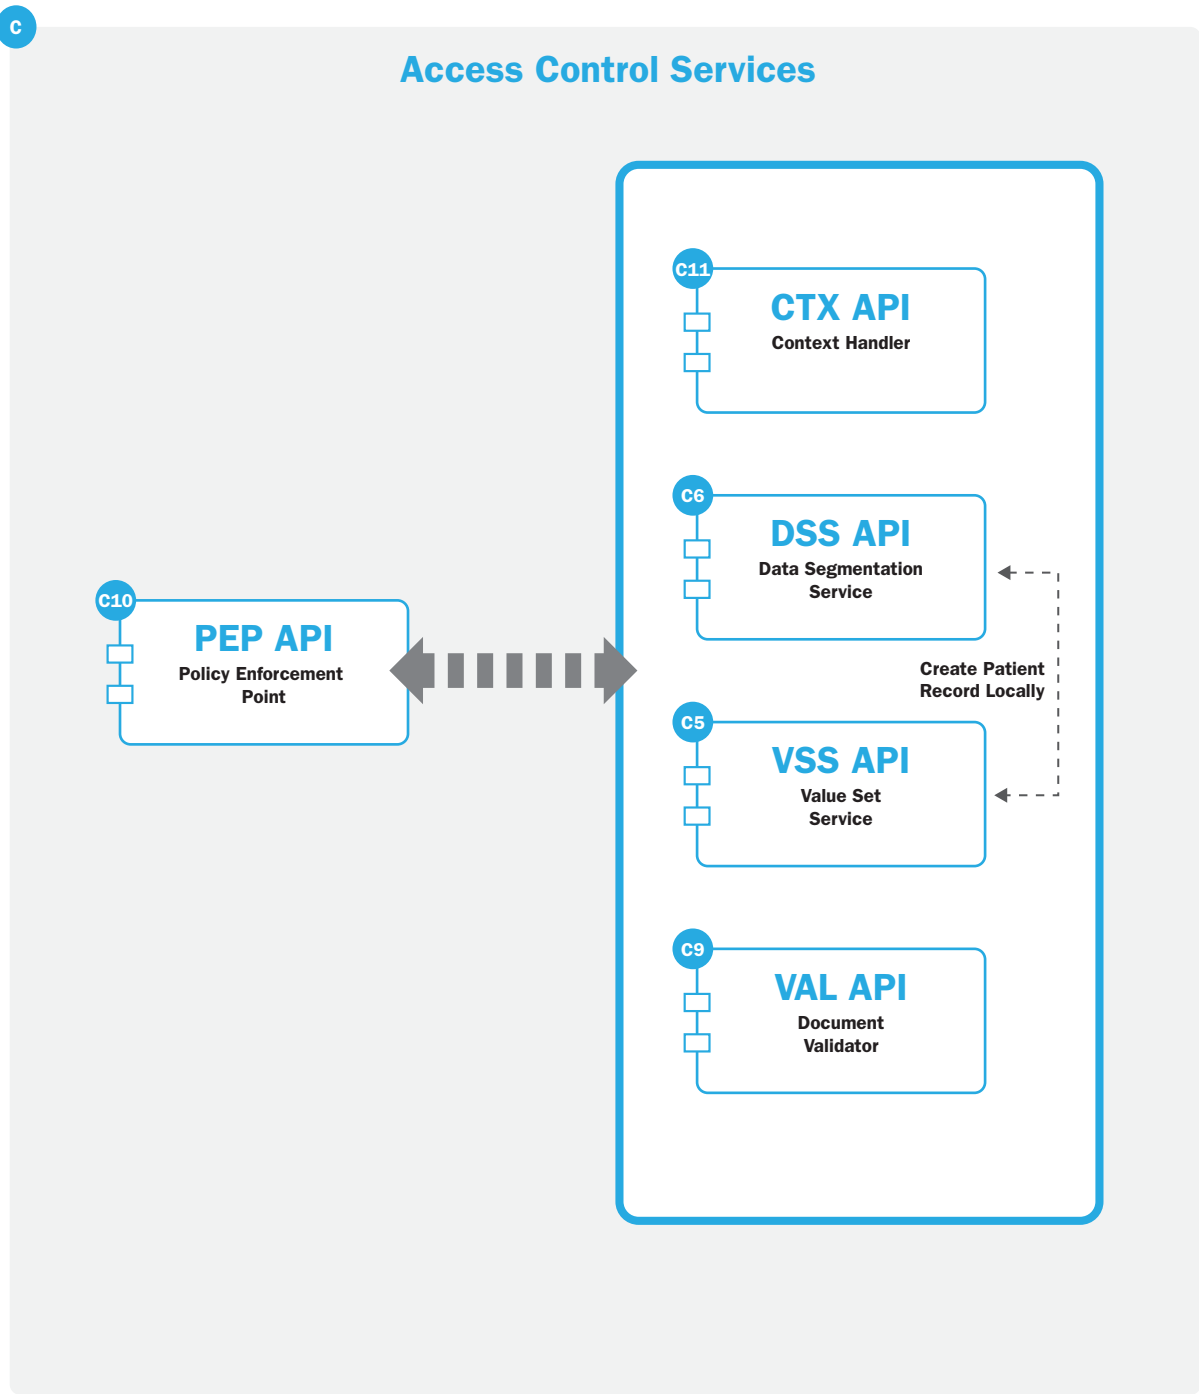 C
Access Control Services
C11
CTX API
Context Handler
C6
DSS API
Data Segmentation
Service
C10
PEP API
Policy Enforcement
Point
Create Patient
Record Locally
C5
VSS API
Value Set
Service
C9
VAL API
Document
Validator